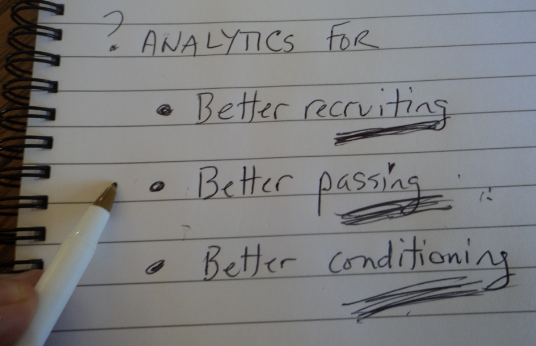 ? ANALYTICS FOR
• Better recruiting
• Better passing
• Better conditioning